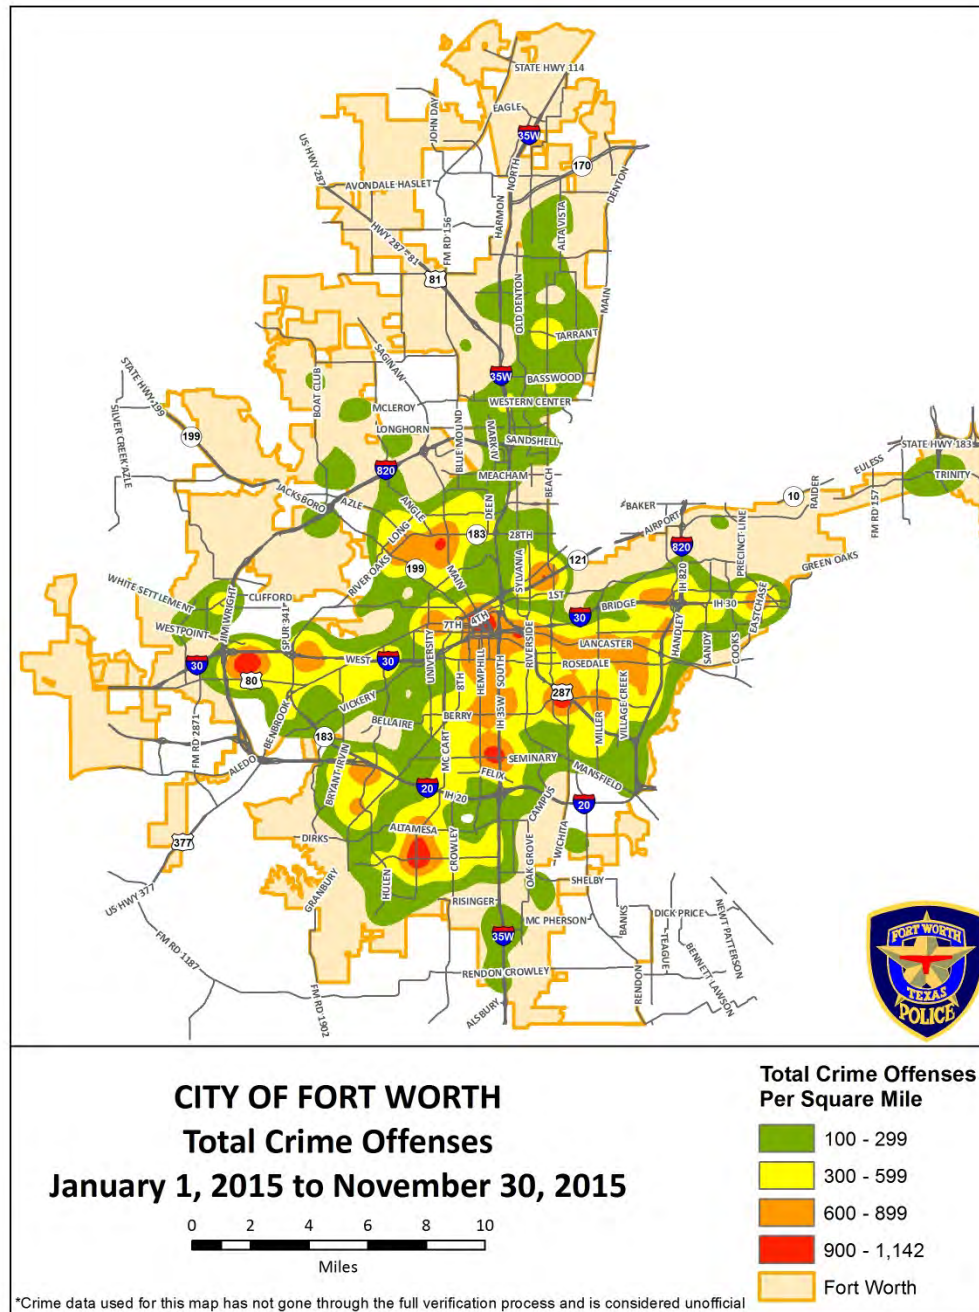 STATE HWY 114
EAGLE
JOHN DAY
35W
NORTH
170
DENTON
US HWY 287
AVONDALE HASLET
HARMON
ALTA VISTA
FM RD 156
HWY 287 81
81
OLD DENTON
MAIN
TARRANT
SAGINAW
STATE HWY 199
35W
BASSWOOD
BOAT CLUB
MCLEROY
WESTERN CENTER
SILVER CREEK AZLE
199
LONGHORN
BLUE MOUND
MARK IV
SANDSHELL
STATE HWY 183
820
MEACHAM
BEACH
EULESS
TRINITY
JACKSBORO
AZLE
ANGLE
DEEN
BAKER
10
RAIDER
FM RD 157
LONG
183
28TH
AIRPORT
PRECINCT LINE
RIVER OAKS
121
820
GREEN OAKS
199
MAIN
SYLVANIA
1ST
IH 820
WHITE SETTLEMENT
CLIFFORD
BRIDGE
IH 30
EASTCHASE
WESTPOINT
JIM WRIGHT
SPUR 341
4TH
7TH
30
LANCASTER
HANDLEY
SANDY
COOKS
30
WEST
30
UNIVERSITY
8TH
HEMPHILL
SOUTH
RIVERSIDE
ROSEDALE
80
VICKERY
287
VILLAGE CREEK
BENBROOK
BELLAIRE
BERRY
IH 35W
MILLER
FM RD 2871
183
MC CART
SEMINARY
ALEDO
BRYANT IRVIN
FELIX
MANSFIELD
20
IH 20
CAMPUS
20
377
ALTAMESA
CROWLEY
WICHITA
DIRKS
OAK GROVE
HULEN
GRANBURY
SHELBY
US HWY 377
RISINGER
MC PHERSON
BANKS
DICK PRICE
NEWT PATTERSON
35W
TEAGUE
BENNETT LAWSON
FM RD 1187
RENDON CROWLEY
RENDON
FM RD 1902
ALSBURY
FORT WORTH
TEXAS
POLICE
CITY OF FORT WORTH
Total Crime Offenses
January 1, 2015 to November 30, 2015
0 2 4 6 8 10
Miles
Total Crime Offenses
Per Square Mile
100 - 299
300 - 599
600 - 899
900 - 1,142
Fort Worth
*Crime data used for this map has not gone through the full verification process and is considered unofficial